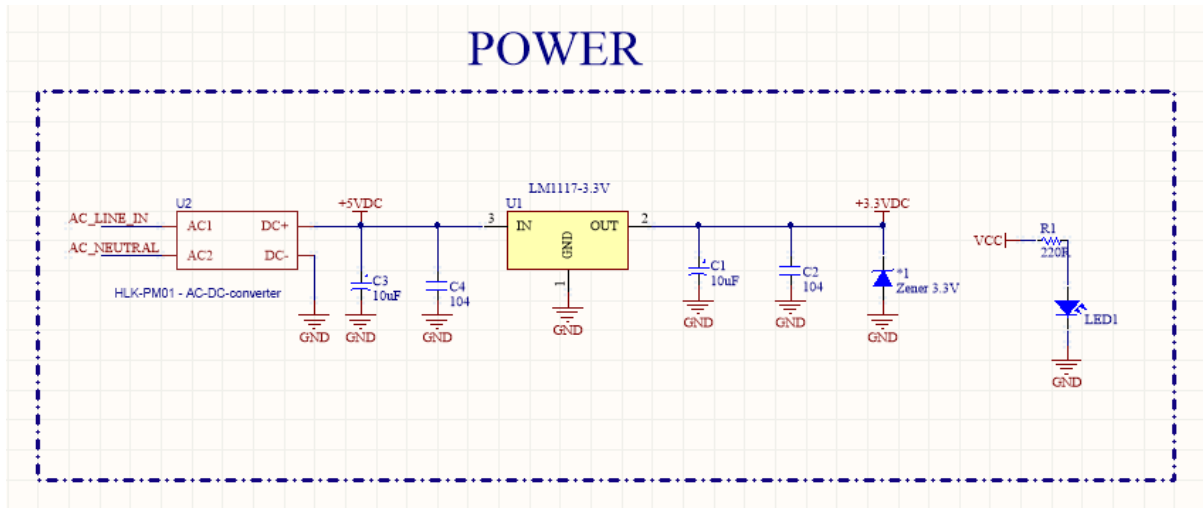 POWER
LM1117-3.3V
U2
+5VDC
U1
+3.3VDC
AC_LINE_IN
AC1
DC+
3
IN
OUT
2
R1
AC_NEUTRAL
AC2
DC-
GND
VCC
220R
HLK-PM01 - AC-DC-converter
C3
10uF
C4
104
1
C1
10uF
C2
104
*1
Zener 3.3V
LED1
GND
GND
GND
GND
GND
GND
GND
GND